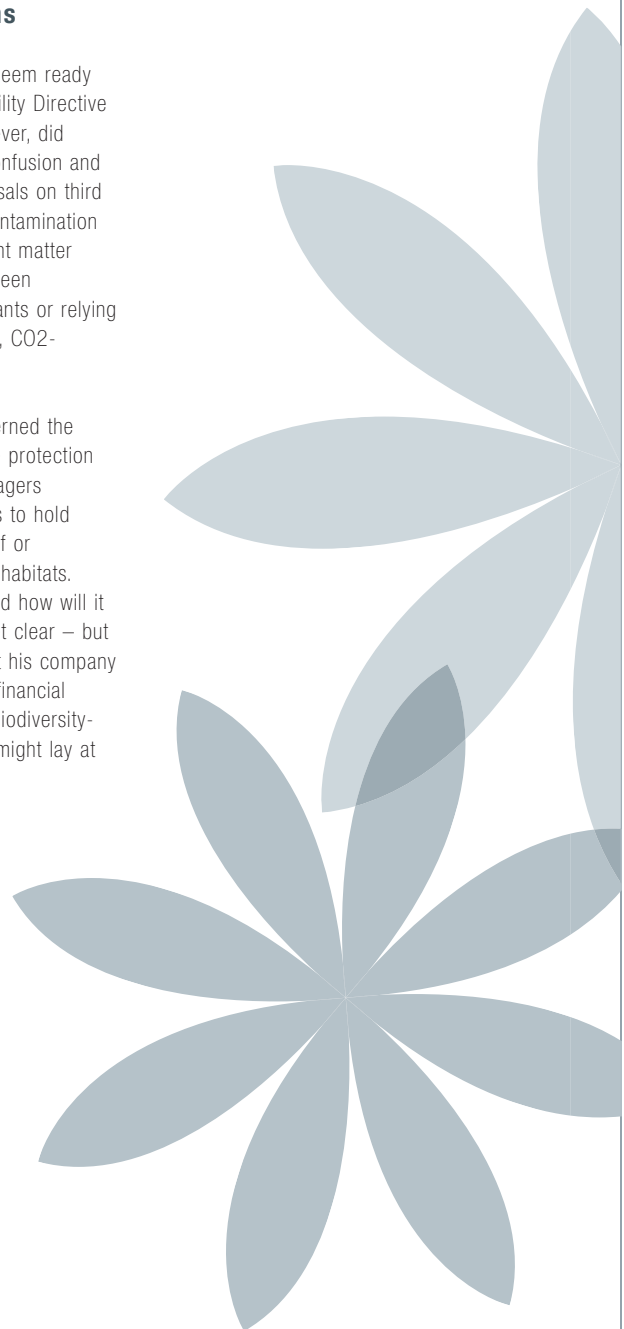 ns
eem ready
ility Directive
ver, did
onfusion and
sals on third
ntamination
nt matter
een
ants or relying
, CO2-
erned the
protection
agers
s to hold
f or
habitats.
d how will it
t clear – but
t his company
financial
iodiversity-
might lay at